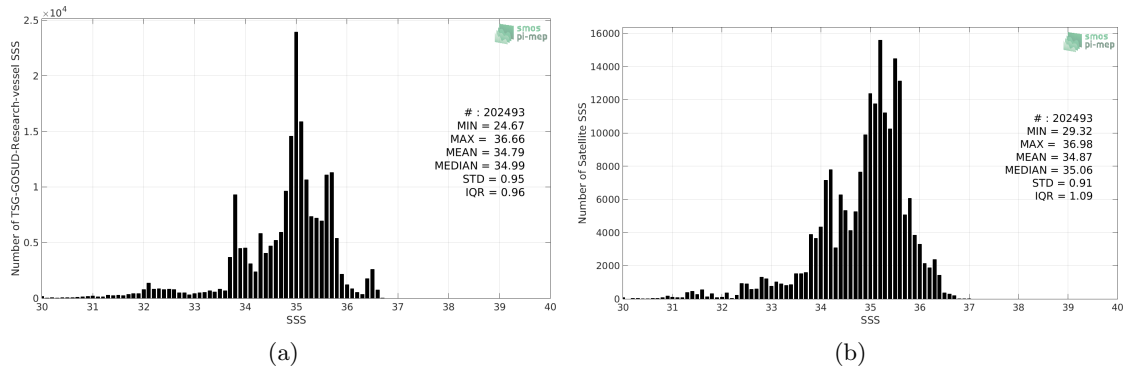 2.5 ×10⁴
2
1.5
1
0.5
0
30 31 32 33 34 35 36 37 38 39 40
SSS
Number of TSG-GOSUD-Research-vessel SSS
smos
pi-mep
# : 202493
MIN = 24.67
MAX = 36.66
MEAN = 34.79
MEDIAN = 34.99
STD = 0.95
IQR = 0.96
(a)
16000
14000
12000
10000
8000
6000
4000
2000
0
30 31 32 33 34 35 36 37 38 39 40
SSS
Number of Satellite SSS
smos
pi-mep
# : 202493
MIN = 29.32
MAX = 36.98
MEAN = 34.87
MEDIAN = 35.06
STD = 0.91
IQR = 1.09
(b)